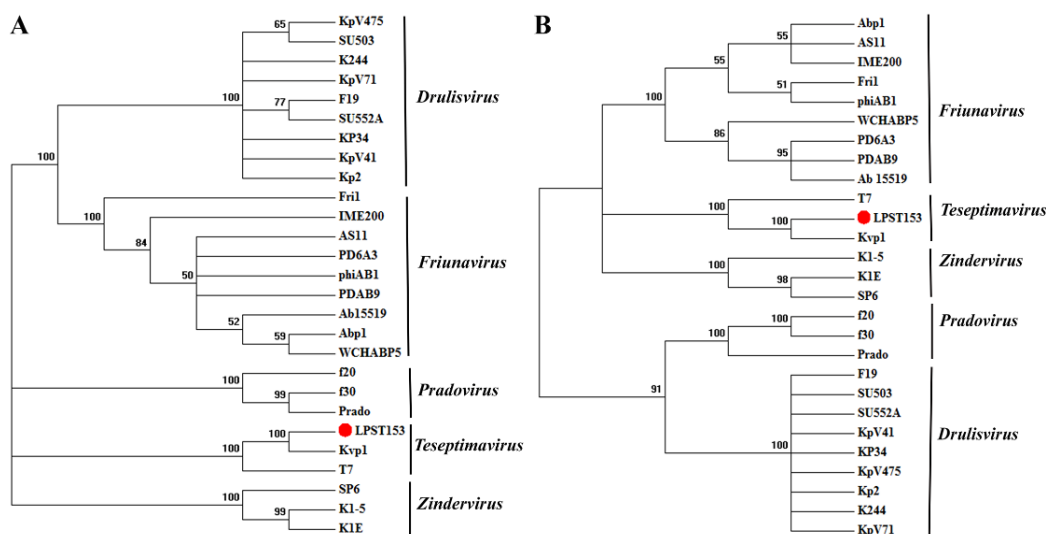 A
65
KpV475
SU503
K244
KpV71
100
77
F19
SU552A
KP34
KpV41
Kp2
Drulisvirus
100
100
Fri1
84
IME200
AS11
PD6A3
50
phiAB1
PDAB9
52
Ab15519
59
Abp1
WCHABP5
Friunavirus
100
f20
99
f30
Prado
Pradovirus
100
100
LPST153
Kvp1
T7
Teseptimavirus
100
SP6
99
K1-5
K1E
Zindervirus
B
55
55
Abp1
AS11
IME200
51
Fri1
phiAB1
100
86
WCHABP5
95
PD6A3
PDAB9
Ab 15519
Friunavirus
100
T7
100
LPST153
Kvp1
Teseptimavirus
100
K1-5
98
K1E
SP6
Zindervirus
100
100
f20
f30
Prado
Pradovirus
91
100
F19
SU503
SU552A
KpV41
KP34
KpV475
Kp2
K244
KpV71
Drulisvirus